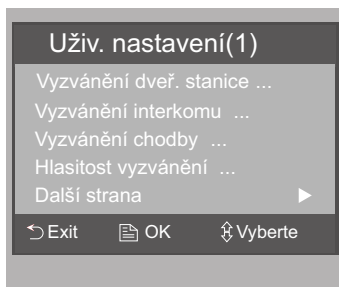 Uživ. nastavení(1)
Vyzvánění dveř. stanice ...
Vyzvánění interkomu ...
Vyzvánění chodby ...
Hlasitost vyzvánění ...
Další strana
Exit OK Vyberte